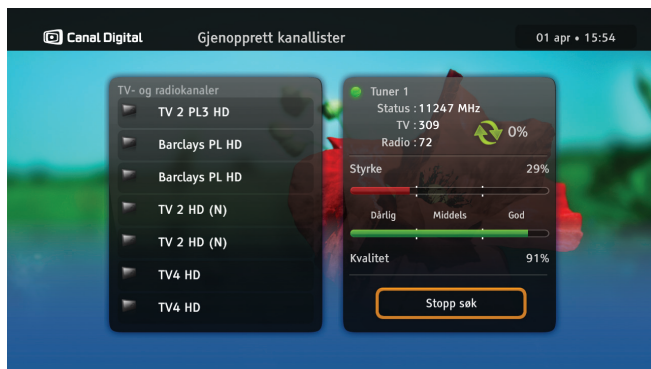 Canal Digital
Gjenopprett kanallister
01 apr • 15:54
TV- og radiokanaler
TV 2 PL3 HD
Barclays PL HD
Barclays PL HD
TV 2 HD (N)
TV 2 HD (N)
TV4 HD
TV4 HD
Tuner 1
Status : 11247 MHz
TV : 309
Radio : 72
0%
Styrke 29%
Dårlig Middels God
Kvalitet 91%
Stopp søk